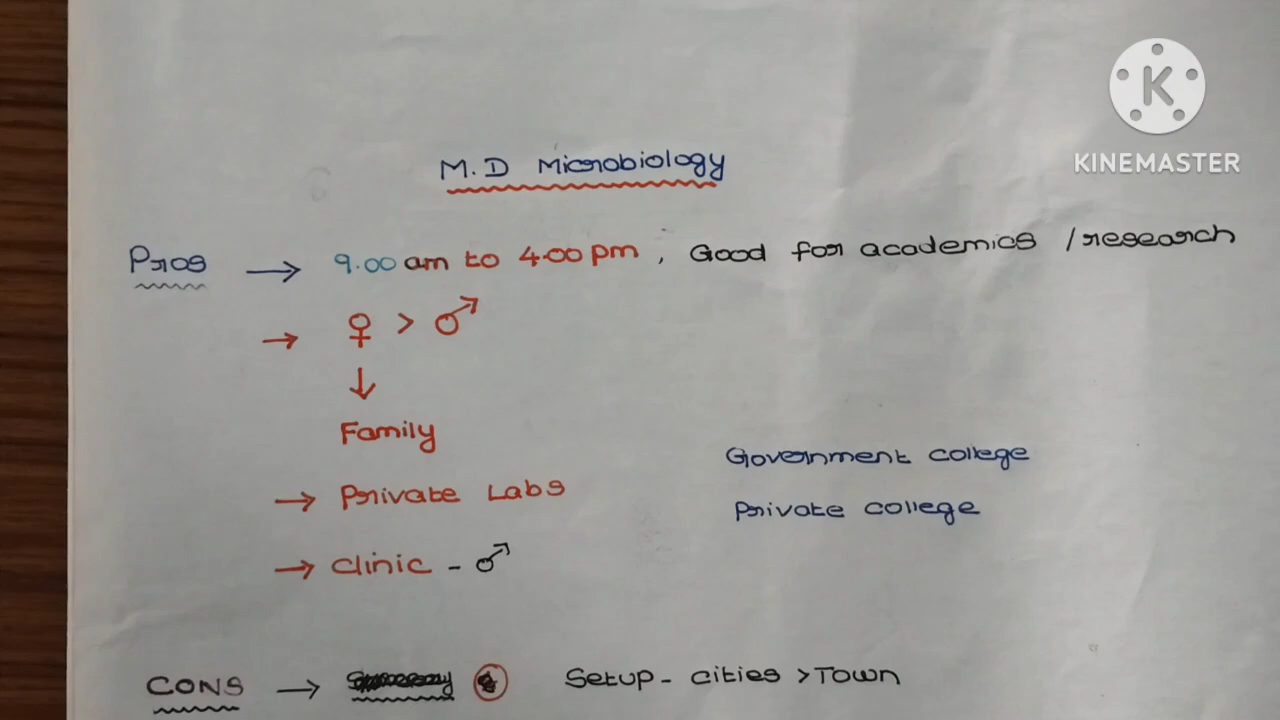 KINEMASTER
M.D Microbiology
Pros → 9.00 am to 4.00 pm , Good for academics / research
→ ♀ > ♂
↓
Family
Government college
→ Private Labs
Private college
→ clinic - ♂
CONS → Setup - cities > Town